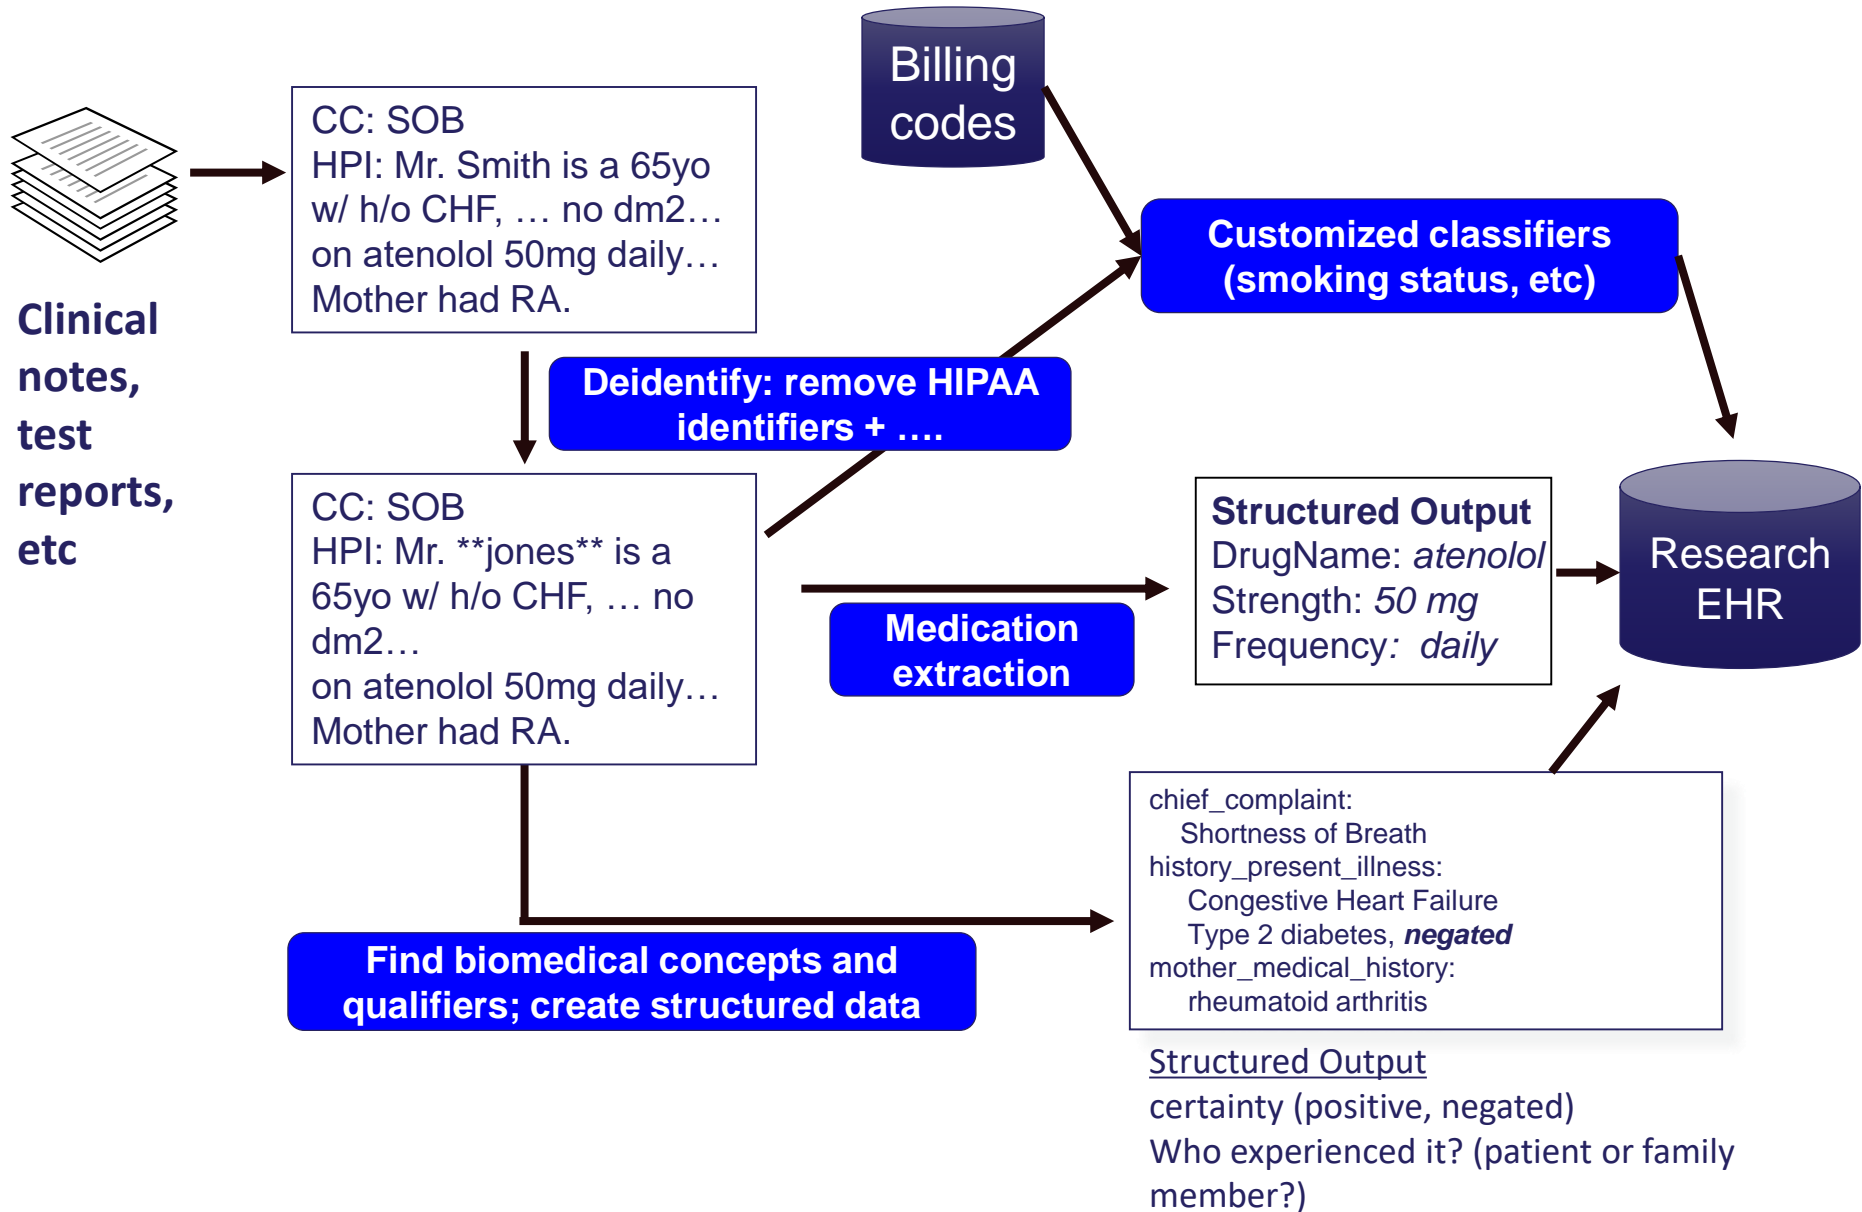 Billing
codes
CC: SOB
HPI: Mr. Smith is a 65yo
w/ h/o CHF, … no dm2…
on atenolol 50mg daily…
Mother had RA.
Clinical
notes,
test
reports,
etc
Customized classifiers
(smoking status, etc)
Deidentify: remove HIPAA
identifiers + ….
CC: SOB
HPI: Mr. **jones** is a
65yo w/ h/o CHF, … no
dm2…
on atenolol 50mg daily…
Mother had RA.
Medication
extraction
Structured Output
DrugName: atenolol
Strength: 50 mg
Frequency: daily
Research
EHR
Find biomedical concepts and
qualifiers; create structured data
chief_complaint:
Shortness of Breath
history_present_illness:
Congestive Heart Failure
Type 2 diabetes, negated
mother_medical_history:
rheumatoid arthritis
Structured Output
certainty (positive, negated)
Who experienced it? (patient or family
member?)